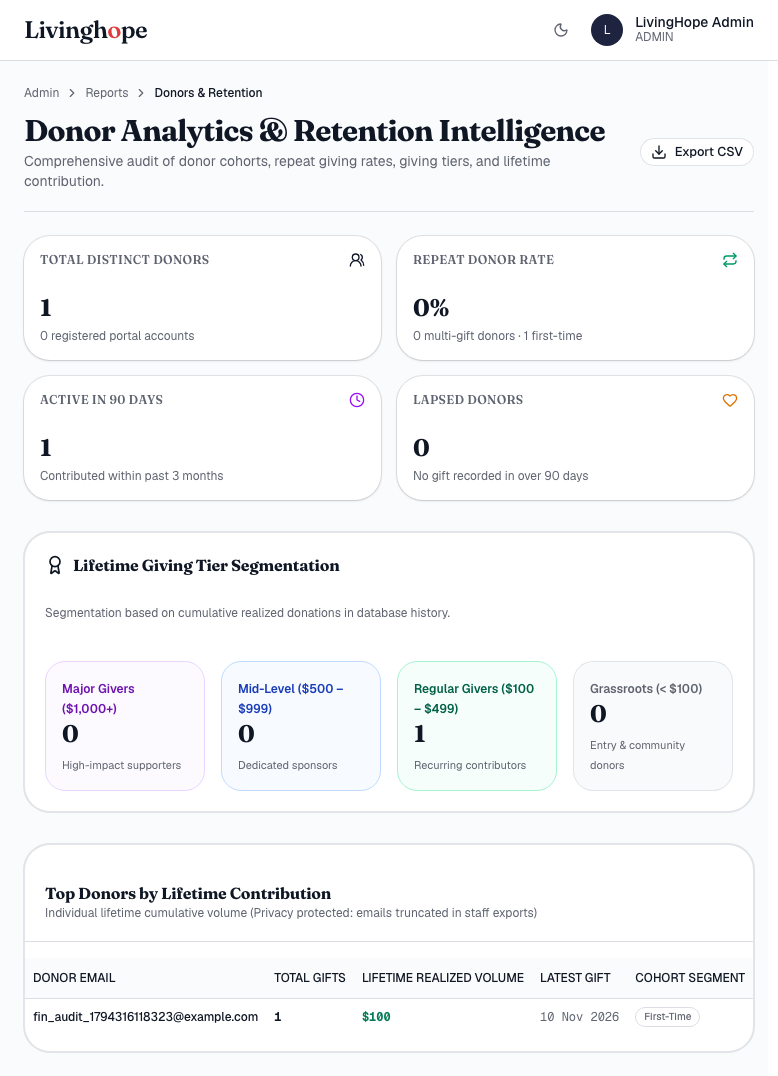 Livinghope
L
LivingHope Admin
ADMIN
Admin > Reports > Donors & Retention
Donor Analytics & Retention Intelligence
Comprehensive audit of donor cohorts, repeat giving rates, giving tiers, and lifetime
contribution.
Export CSV
TOTAL DISTINCT DONORS
1
0 registered portal accounts
REPEAT DONOR RATE
0%
0 multi-gift donors · 1 first-time
ACTIVE IN 90 DAYS
1
Contributed within past 3 months
LAPSED DONORS
0
No gift recorded in over 90 days
Lifetime Giving Tier Segmentation
Segmentation based on cumulative realized donations in database history.
Major Givers
($1,000+)
0
High-impact supporters
Mid-Level ($500 –
$999)
0
Dedicated sponsors
Regular Givers ($100
– $499)
1
Recurring contributors
Grassroots (< $100)
0
Entry & community
donors
Top Donors by Lifetime Contribution
Individual lifetime cumulative volume (Privacy protected: emails truncated in staff exports)
DONOR EMAIL TOTAL GIFTS LIFETIME REALIZED VOLUME LATEST GIFT COHORT SEGMENT
fin_audit_1794316118323@example.com 1 $100 10 Nov 2026 First-Time